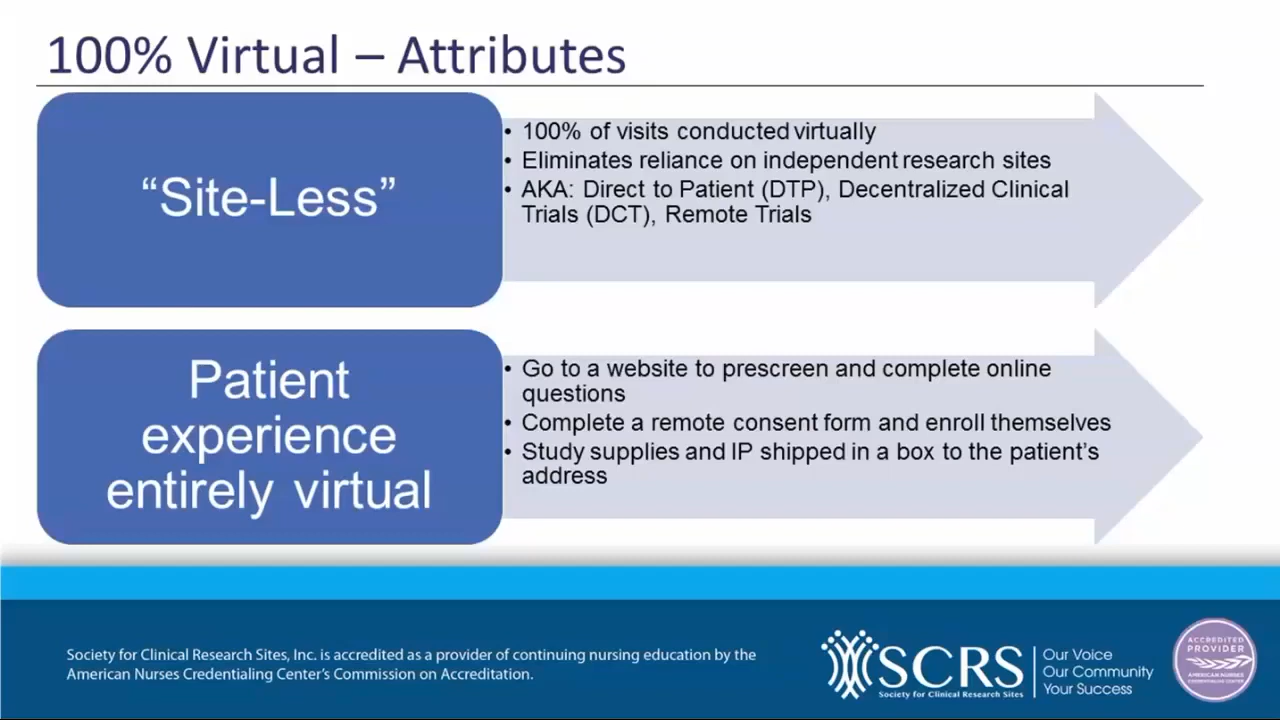 100% Virtual – Attributes
“Site-Less”
• 100% of visits conducted virtually
• Eliminates reliance on independent research sites
• AKA: Direct to Patient (DTP), Decentralized Clinical
Trials (DCT), Remote Trials
Patient
experience
entirely virtual
• Go to a website to prescreen and complete online
questions
• Complete a remote consent form and enroll themselves
• Study supplies and IP shipped in a box to the patient’s
address
Society for Clinical Research Sites, Inc. is accredited as a provider of continuing nursing education by the
American Nurses Credentialing Center’s Commission on Accreditation.
SCRS
Society for Clinical Research Sites
Our Voice
Our Community
Your Success
ACCREDITED
PROVIDER
AMERICAN NURSES
CREDENTIALING CENTER